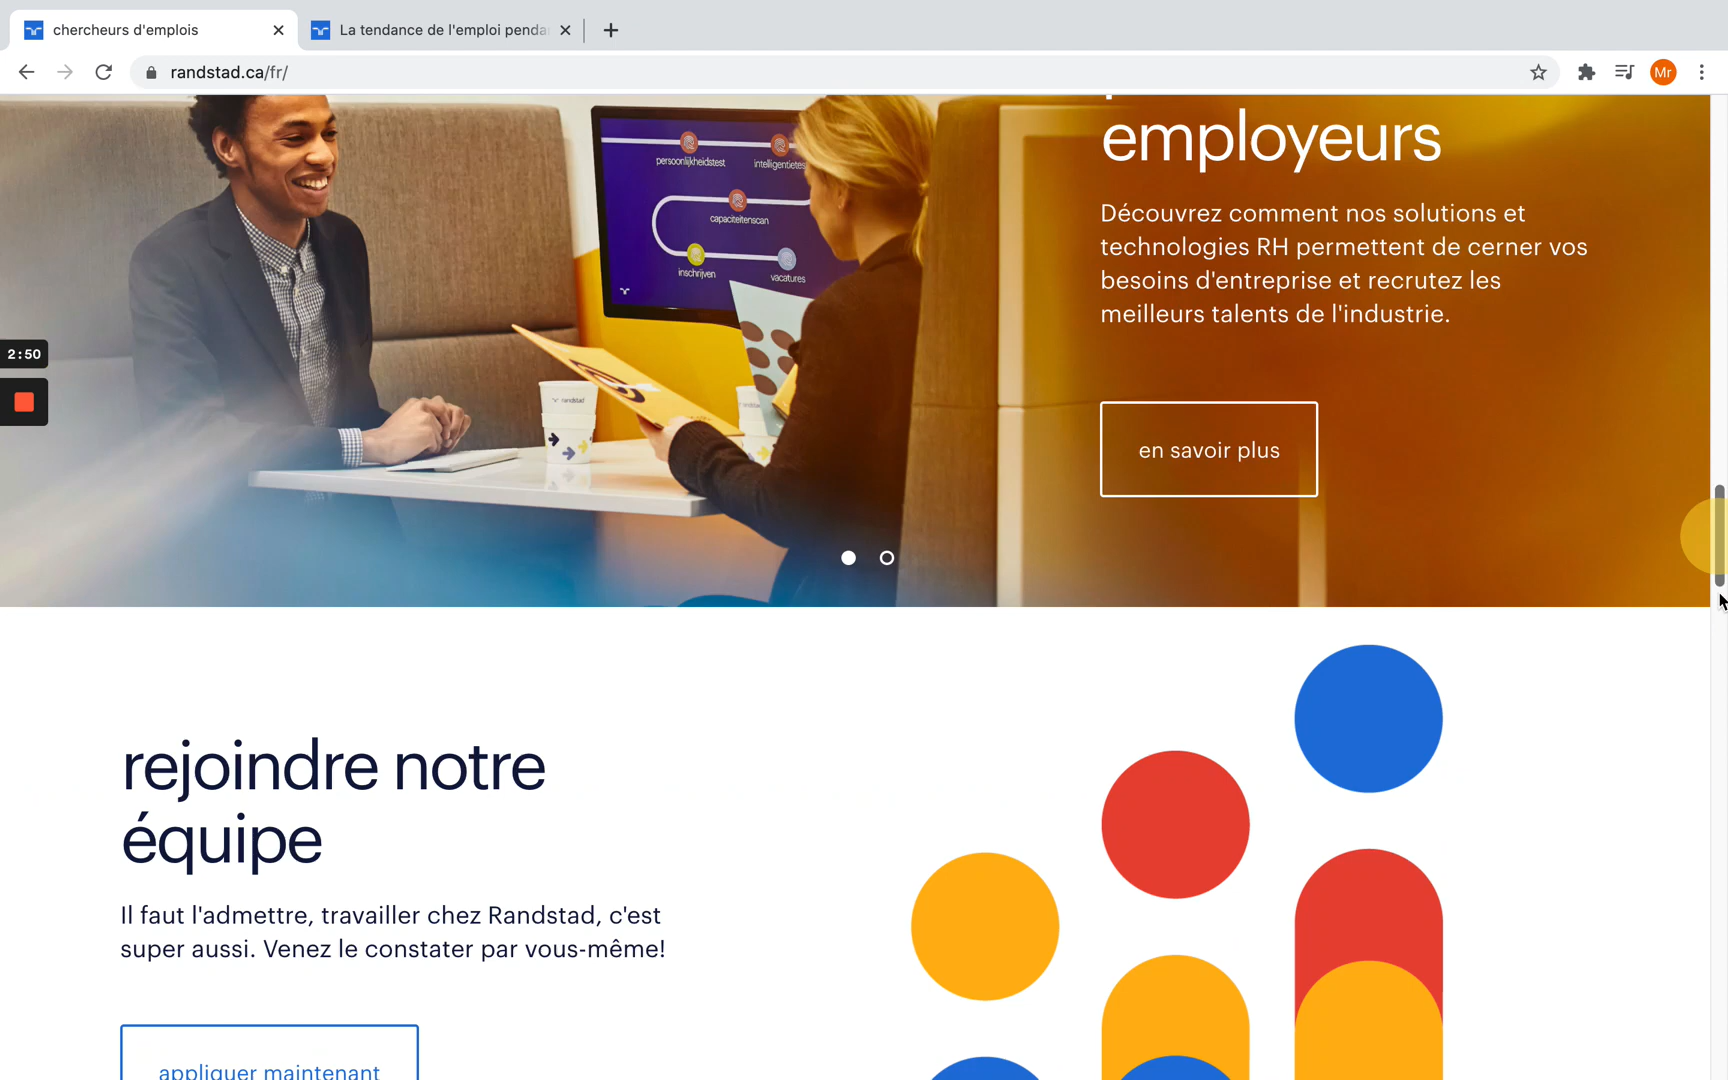 chercheurs d'emplois
La tendance de l'emploi penda
randstad.ca/fr/
Mr
employeurs
persoonlijkheidstest
intelligentietes
capaciteitenscan
inschrijven
vacatures
randstad
Découvrez comment nos solutions et
technologies RH permettent de cerner vos
besoins d'entreprise et recrutez les
meilleurs talents de l'industrie.
2:50
en savoir plus
rejoindre notre
équipe
Il faut l'admettre, travailler chez Randstad, c'est
super aussi. Venez le constater par vous-même!
appliquer maintenant